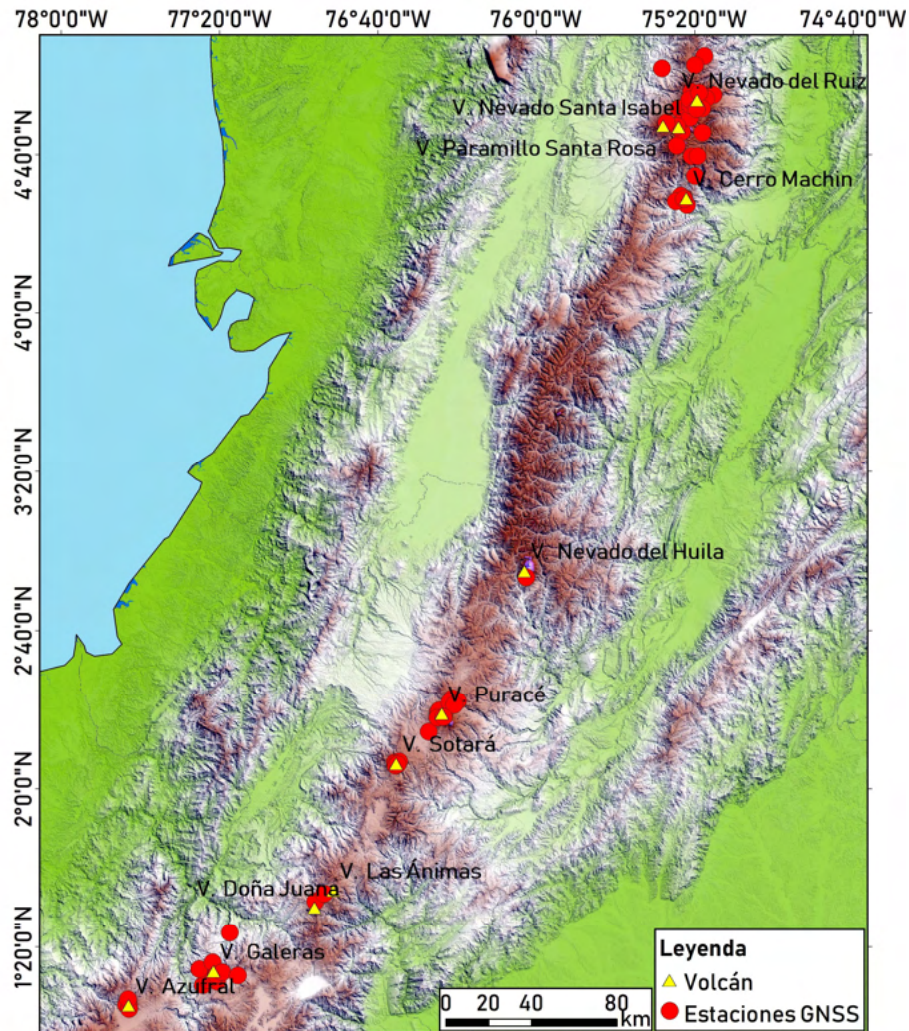 78°0'0"W 77°20'0"W 76°40'0"W 76°0'0"W 75°20'0"W 74°40'0"W
V. Nevado del Ruiz
V. Nevado Santa Isabel
V. Paramillo Santa Rosa
4°40'0"N
V. Cerro Machin
4°0'0"N
3°20'0"N
V. Nevado del Huila
2°40'0"N
V. Puracé
V. Sotará
2°0'0"N
V. Las Ánimas
V. Doña Juana
1°20'0"N
V. Galeras
V. Azufral
Leyenda
Volcán
Estaciones GNSS
0 20 40 80
km